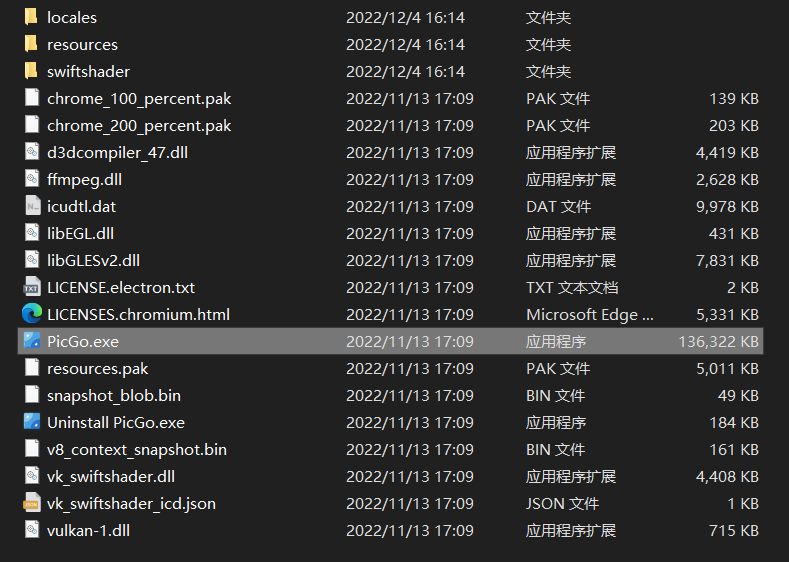 locales 2022/12/4 16:14 文件夹
resources 2022/12/4 16:14 文件夹
swiftshader 2022/12/4 16:14 文件夹
chrome_100_percent.pak 2022/11/13 17:09 PAK 文件 139 KB
chrome_200_percent.pak 2022/11/13 17:09 PAK 文件 203 KB
d3dcompiler_47.dll 2022/11/13 17:09 应用程序扩展 4,419 KB
ffmpeg.dll 2022/11/13 17:09 应用程序扩展 2,628 KB
icudtl.dat 2022/11/13 17:09 DAT 文件 9,978 KB
libEGL.dll 2022/11/13 17:09 应用程序扩展 431 KB
libGLESv2.dll 2022/11/13 17:09 应用程序扩展 7,831 KB
LICENSE.electron.txt 2022/11/13 17:09 TXT 文本文档 2 KB
LICENSES.chromium.html 2022/11/13 17:09 Microsoft Edge ... 5,331 KB
PicGo.exe 2022/11/13 17:09 应用程序 136,322 KB
resources.pak 2022/11/13 17:09 PAK 文件 5,011 KB
snapshot_blob.bin 2022/11/13 17:09 BIN 文件 49 KB
Uninstall PicGo.exe 2022/11/13 17:09 应用程序 184 KB
v8_context_snapshot.bin 2022/11/13 17:09 BIN 文件 161 KB
vk_swiftshader.dll 2022/11/13 17:09 应用程序扩展 4,408 KB
vk_swiftshader_icd.json 2022/11/13 17:09 JSON 文件 1 KB
vulkan-1.dll 2022/11/13 17:09 应用程序扩展 715 KB